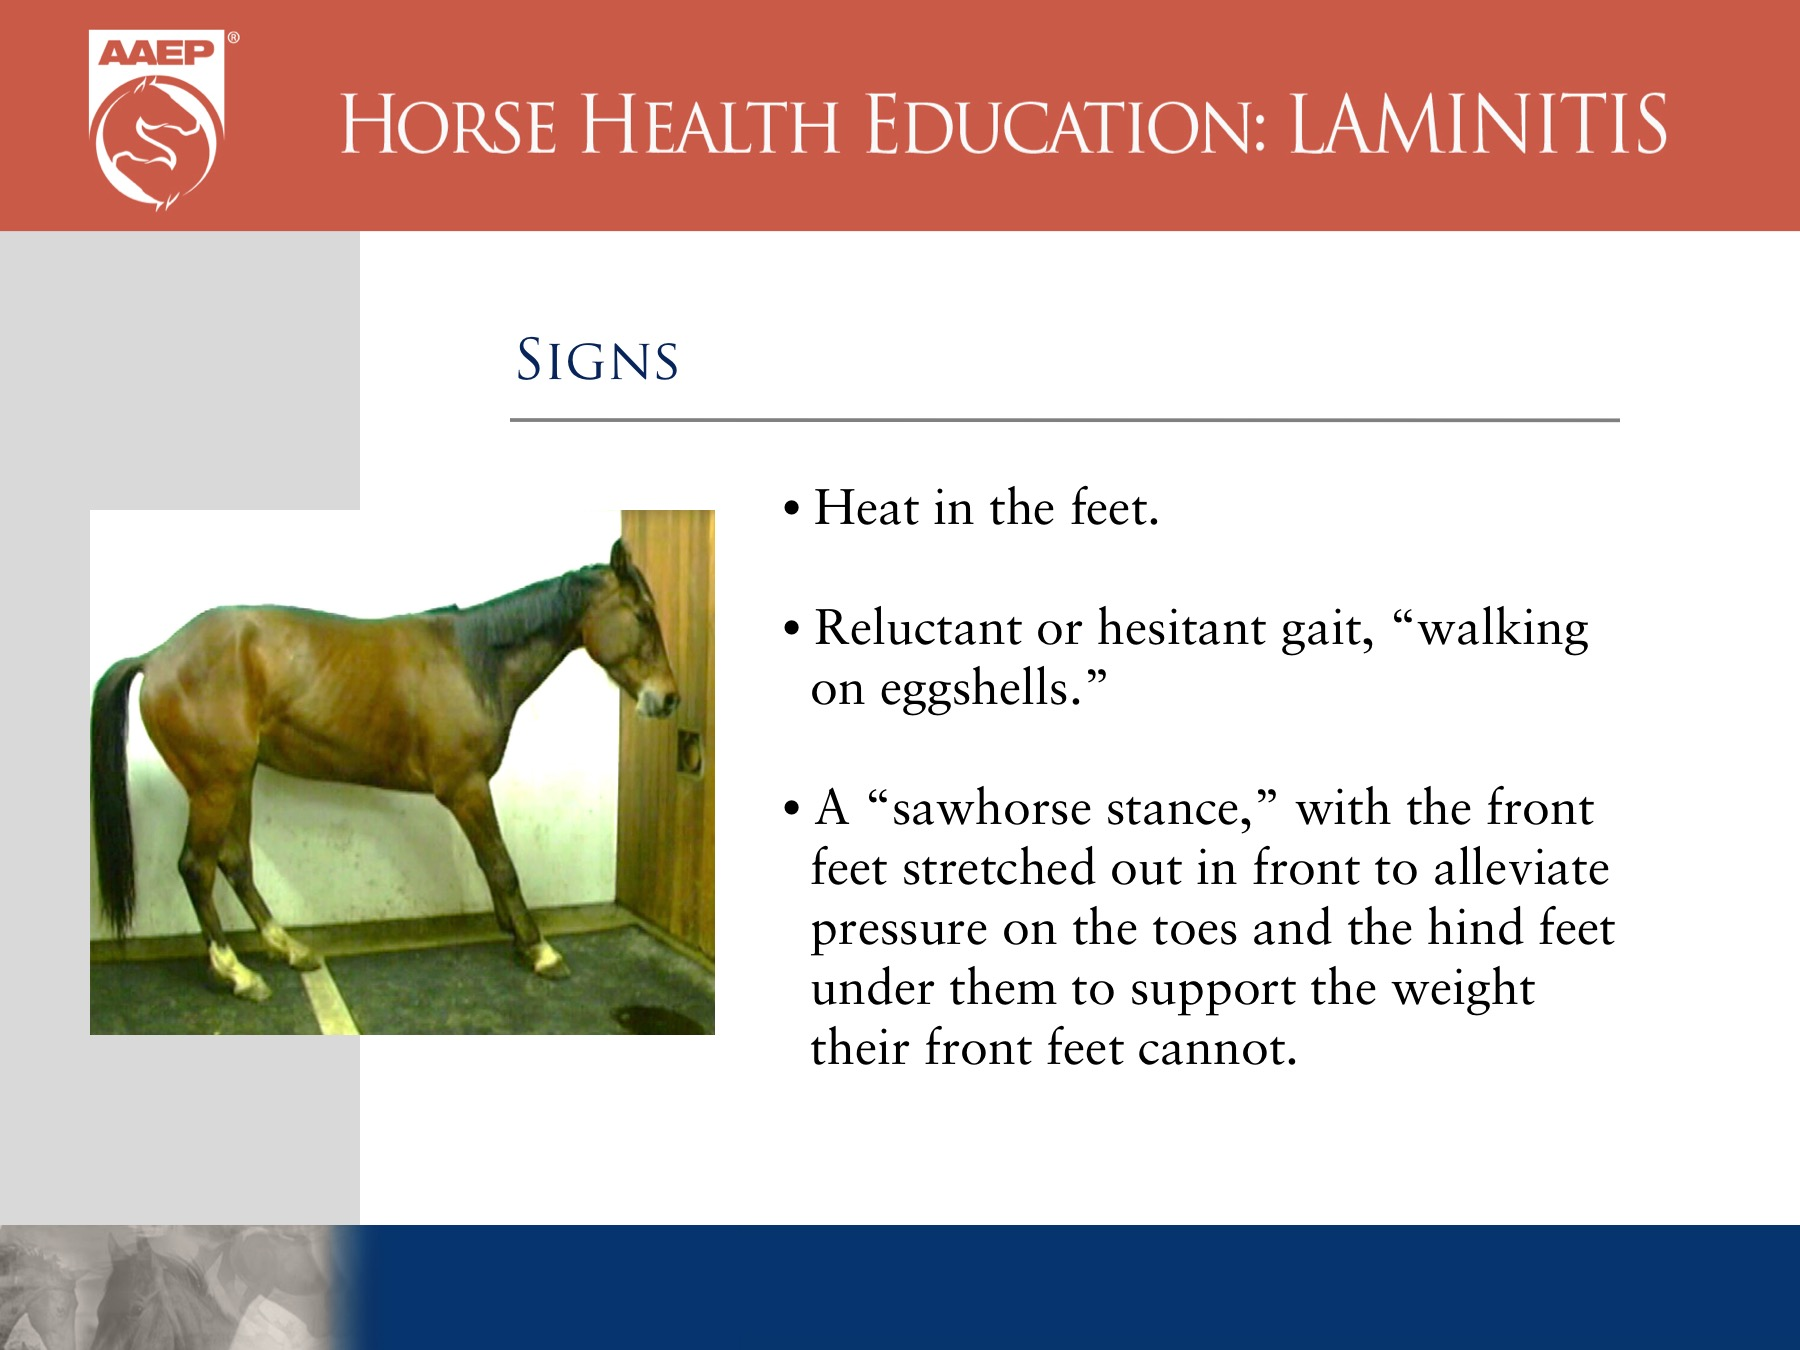 AAEP®
HORSE HEALTH EDUCATION: LAMINITIS
SIGNS
• Heat in the feet.
• Reluctant or hesitant gait, “walking
on eggshells.”
• A “sawhorse stance,” with the front
feet stretched out in front to alleviate
pressure on the toes and the hind feet
under them to support the weight
their front feet cannot.